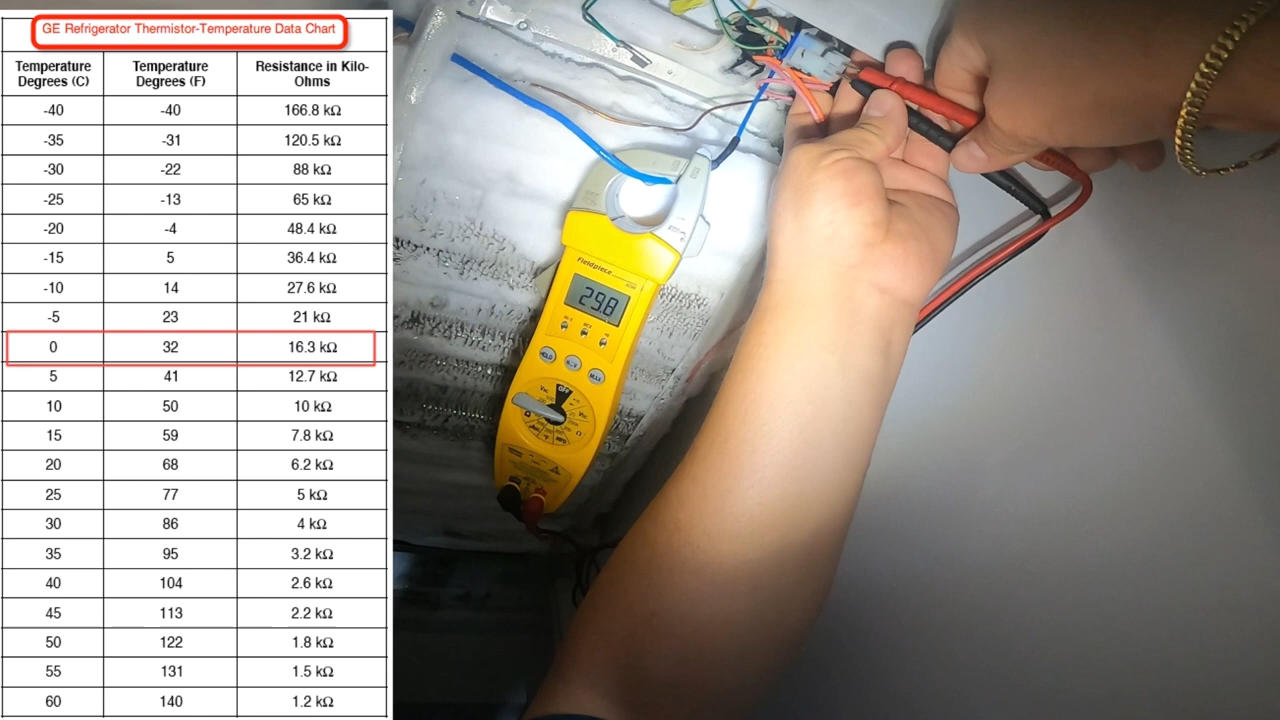 GE Refrigerator Thermistor-Temperature Data Chart
Temperature Degrees (C) Temperature Degrees (F) Resistance in Kilo-Ohms
-40 -40 166.8 kΩ
-35 -31 120.5 kΩ
-30 -22 88 kΩ
-25 -13 65 kΩ
-20 -4 48.4 kΩ
-15 5 36.4 kΩ
-10 14 27.6 kΩ
-5 23 21 kΩ
0 32 16.3 kΩ
5 41 12.7 kΩ
10 50 10 kΩ
15 59 7.8 kΩ
20 68 6.2 kΩ
25 77 5 kΩ
30 86 4 kΩ
35 95 3.2 kΩ
40 104 2.6 kΩ
45 113 2.2 kΩ
50 122 1.8 kΩ
55 131 1.5 kΩ
60 140 1.2 kΩ
Fieldpiece
29.8
HOLD
OFF